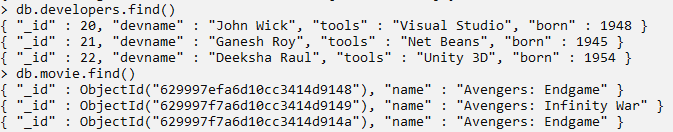 > db.developers.find()
{ "_id" : 20, "devname" : "John Wick", "tools" : "Visual Studio", "born" : 1948 }
{ "_id" : 21, "devname" : "Ganesh Roy", "tools" : "Net Beans", "born" : 1945 }
{ "_id" : 22, "devname" : "Deeksha Raul", "tools" : "Unity 3D", "born" : 1954 }
> db.movie.find()
{ "_id" : ObjectId("629997efa6d10cc3414d9148"), "name" : "Avengers: Endgame" }
{ "_id" : ObjectId("629997f7a6d10cc3414d9149"), "name" : "Avengers: Infinity War" }
{ "_id" : ObjectId("629997f7a6d10cc3414d914a"), "name" : "Avengers: Endgame" }